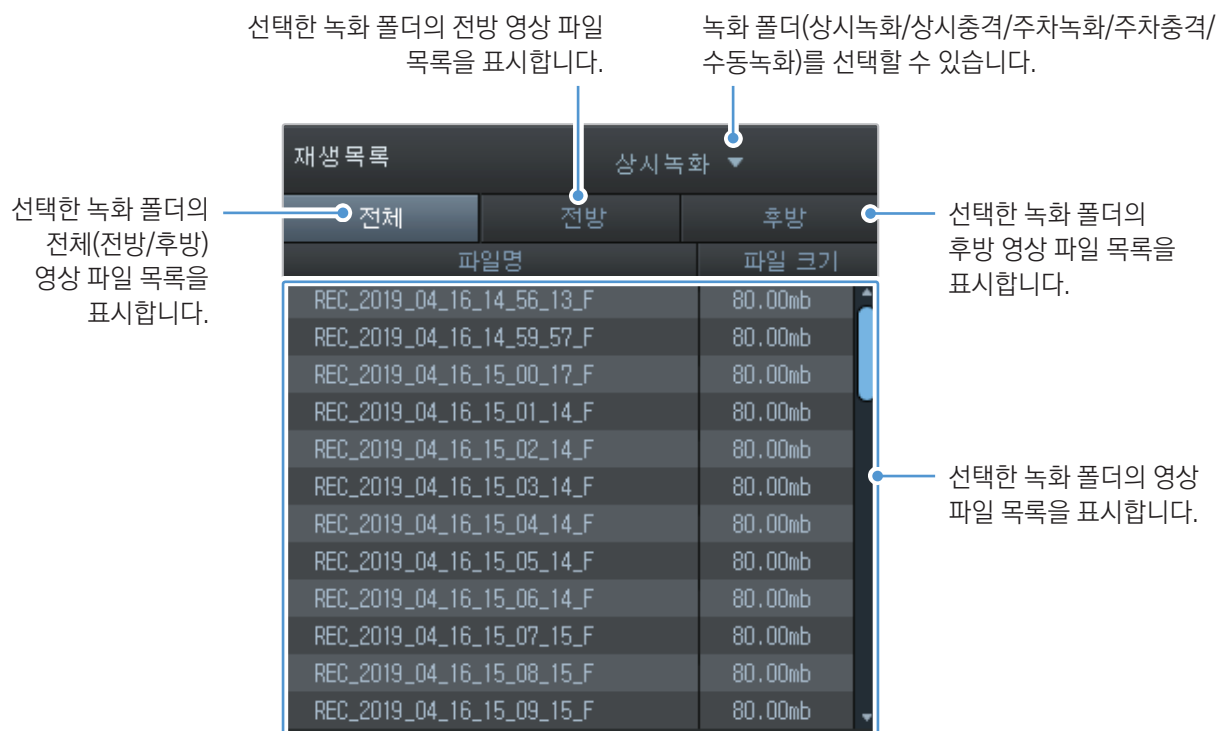 선택한 녹화 폴더의 전방 영상 파일
목록을 표시합니다.
녹화 폴더(상시녹화/상시충격/주차녹화/주차충격/
수동녹화)를 선택할 수 있습니다.
재생목록
상시녹화 ▼
선택한 녹화 폴더의
전체(전방/후방)
영상 파일 목록을
표시합니다.
전체 전방 후방
선택한 녹화 폴더의
후방 영상 파일 목록을
표시합니다.
파일명 파일 크기
REC_2019_04_16_14_56_13_F 80.00mb
REC_2019_04_16_14_59_57_F 80.00mb
REC_2019_04_16_15_00_17_F 80.00mb
REC_2019_04_16_15_01_14_F 80.00mb
REC_2019_04_16_15_02_14_F 80.00mb
REC_2019_04_16_15_03_14_F 80.00mb
REC_2019_04_16_15_04_14_F 80.00mb
REC_2019_04_16_15_05_14_F 80.00mb
REC_2019_04_16_15_06_14_F 80.00mb
REC_2019_04_16_15_07_15_F 80.00mb
REC_2019_04_16_15_08_15_F 80.00mb
REC_2019_04_16_15_09_15_F 80.00mb
선택한 녹화 폴더의 영상
파일 목록을 표시합니다.